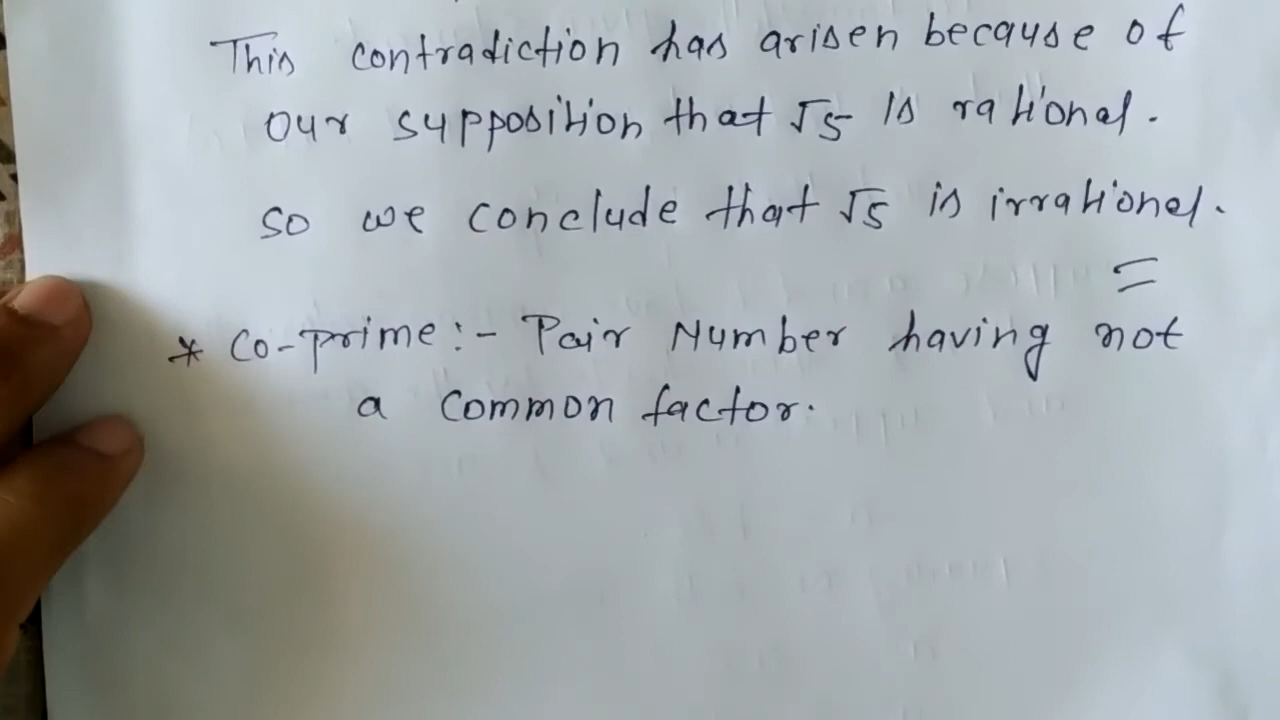 This contradiction has arisen because of
our supposition that √5 is rational.
so we conclude that √5 is irrational.
=
* Co-prime:- Pair Number having not
a common factor.